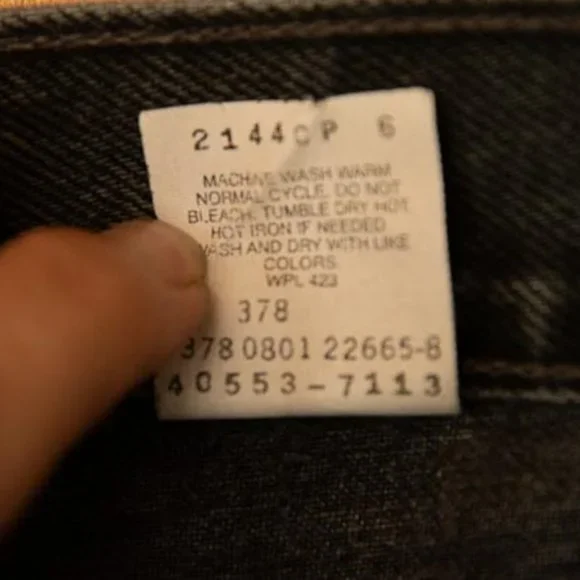 2144CP 6
MACHINE WASH WARM
NORMAL CYCLE. DO NOT
BLEACH. TUMBLE DRY HOT.
HOT IRON IF NEEDED
WASH AND DRY WITH LIKE
COLORS
WPL 423
378
378 0801 22665-8
40553-7113